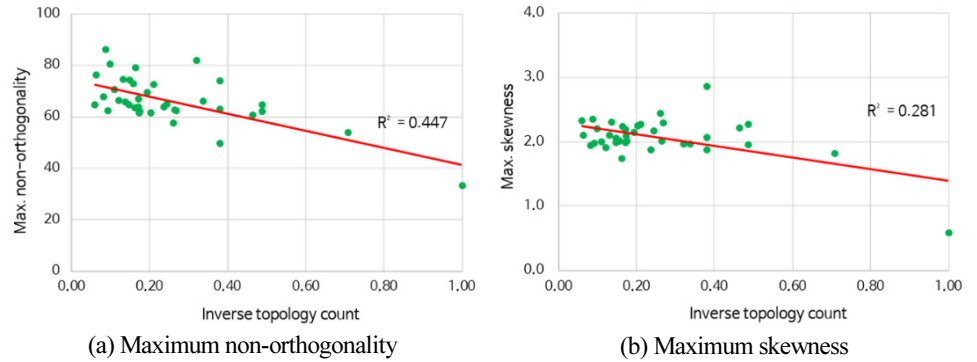 100
80
60
40
20
0
Max. non-orthogonality
R² = 0.447
0.00 0.20 0.40 0.60 0.80 1.00
Inverse topology count
(a) Maximum non-orthogonality
4.0
3.0
2.0
1.0
0.0
Max. skewness
R² = 0.281
0.00 0.20 0.40 0.60 0.80 1.00
Inverse topology count
(b) Maximum skewness